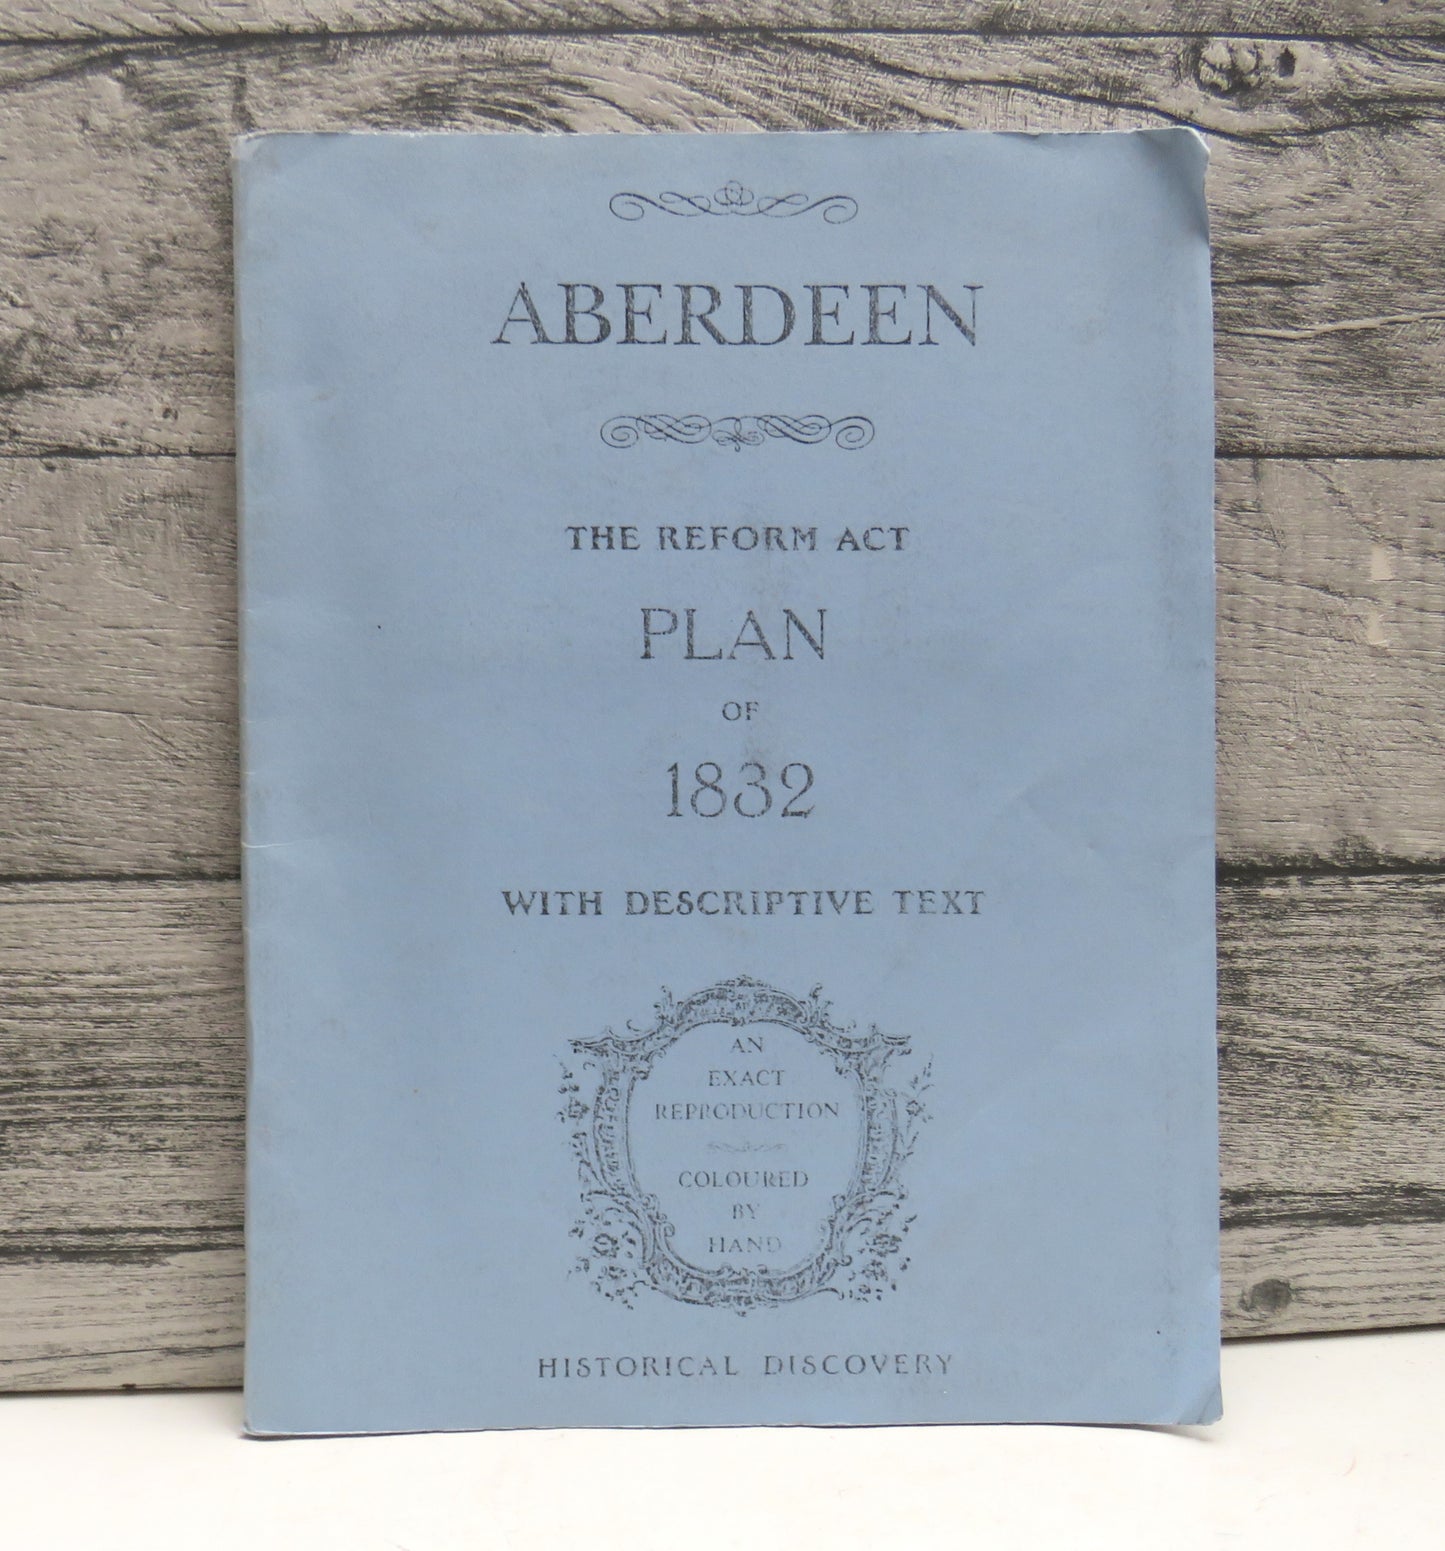 ABERDEEN
THE REFORM ACT
PLAN
OF
1832
WITH DESCRIPTIVE TEXT
AN
EXACT
REPRODUCTION
COLOURED
BY
HAND
HISTORICAL DISCOVERY